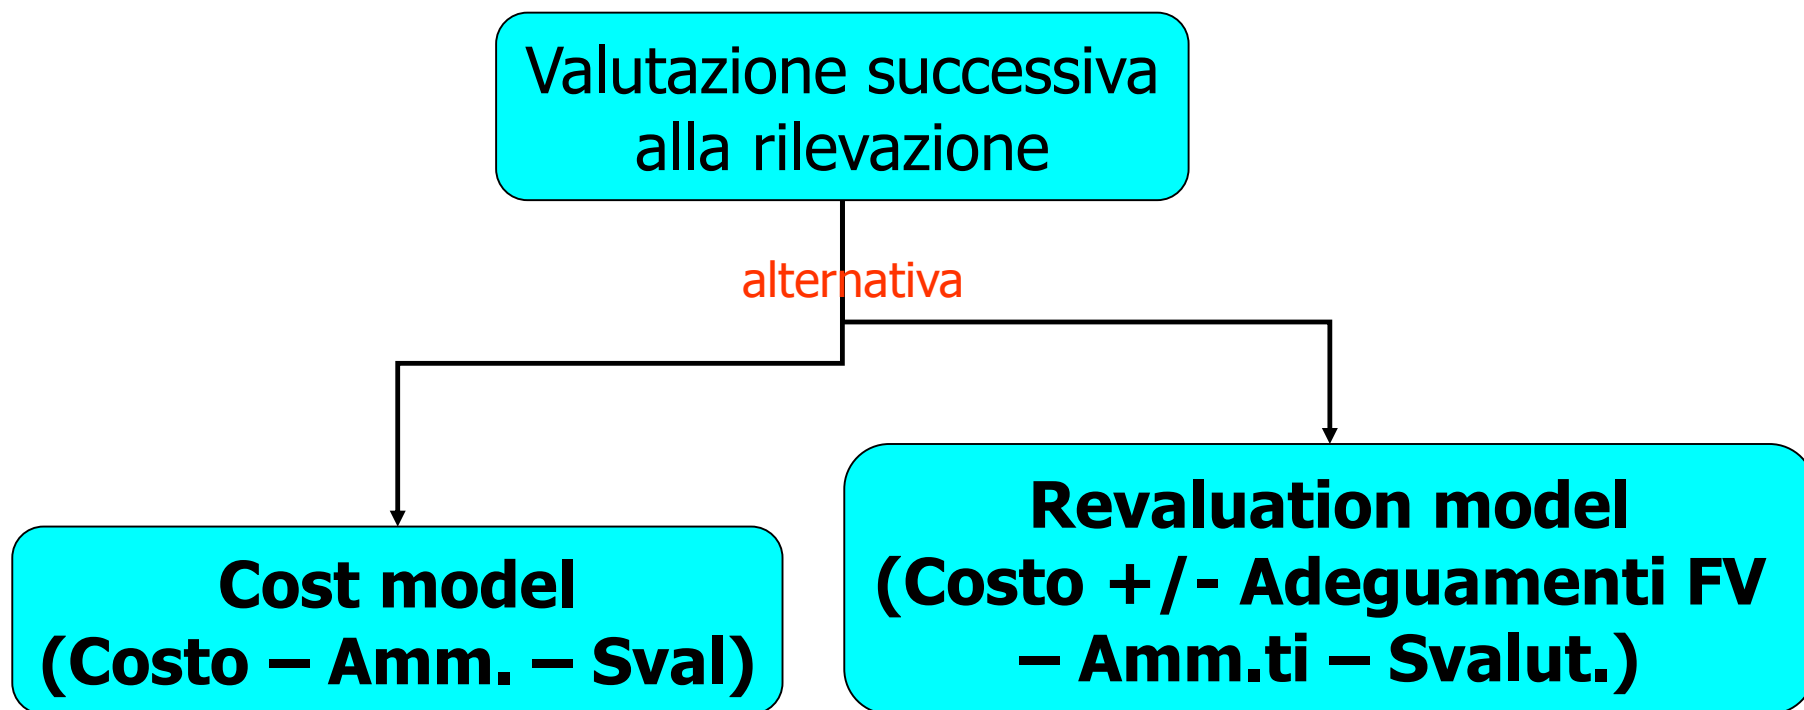 Valutazione successiva
alla rilevazione
alternativa
Cost model
(Costo – Amm. – Sval)
Revaluation model
(Costo +/- Adeguamenti FV
– Amm.ti – Svalut.)